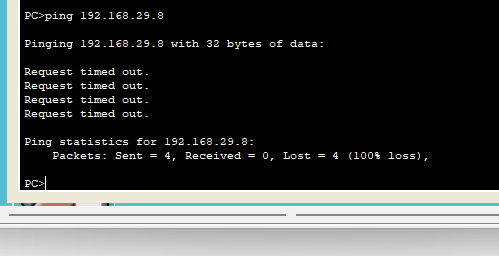 PC>ping 192.168.29.8
Pinging 192.168.29.8 with 32 bytes of data:
Request timed out.
Request timed out.
Request timed out.
Request timed out.
Ping statistics for 192.168.29.8:
Packets: Sent = 4, Received = 0, Lost = 4 (100% loss),
PC>